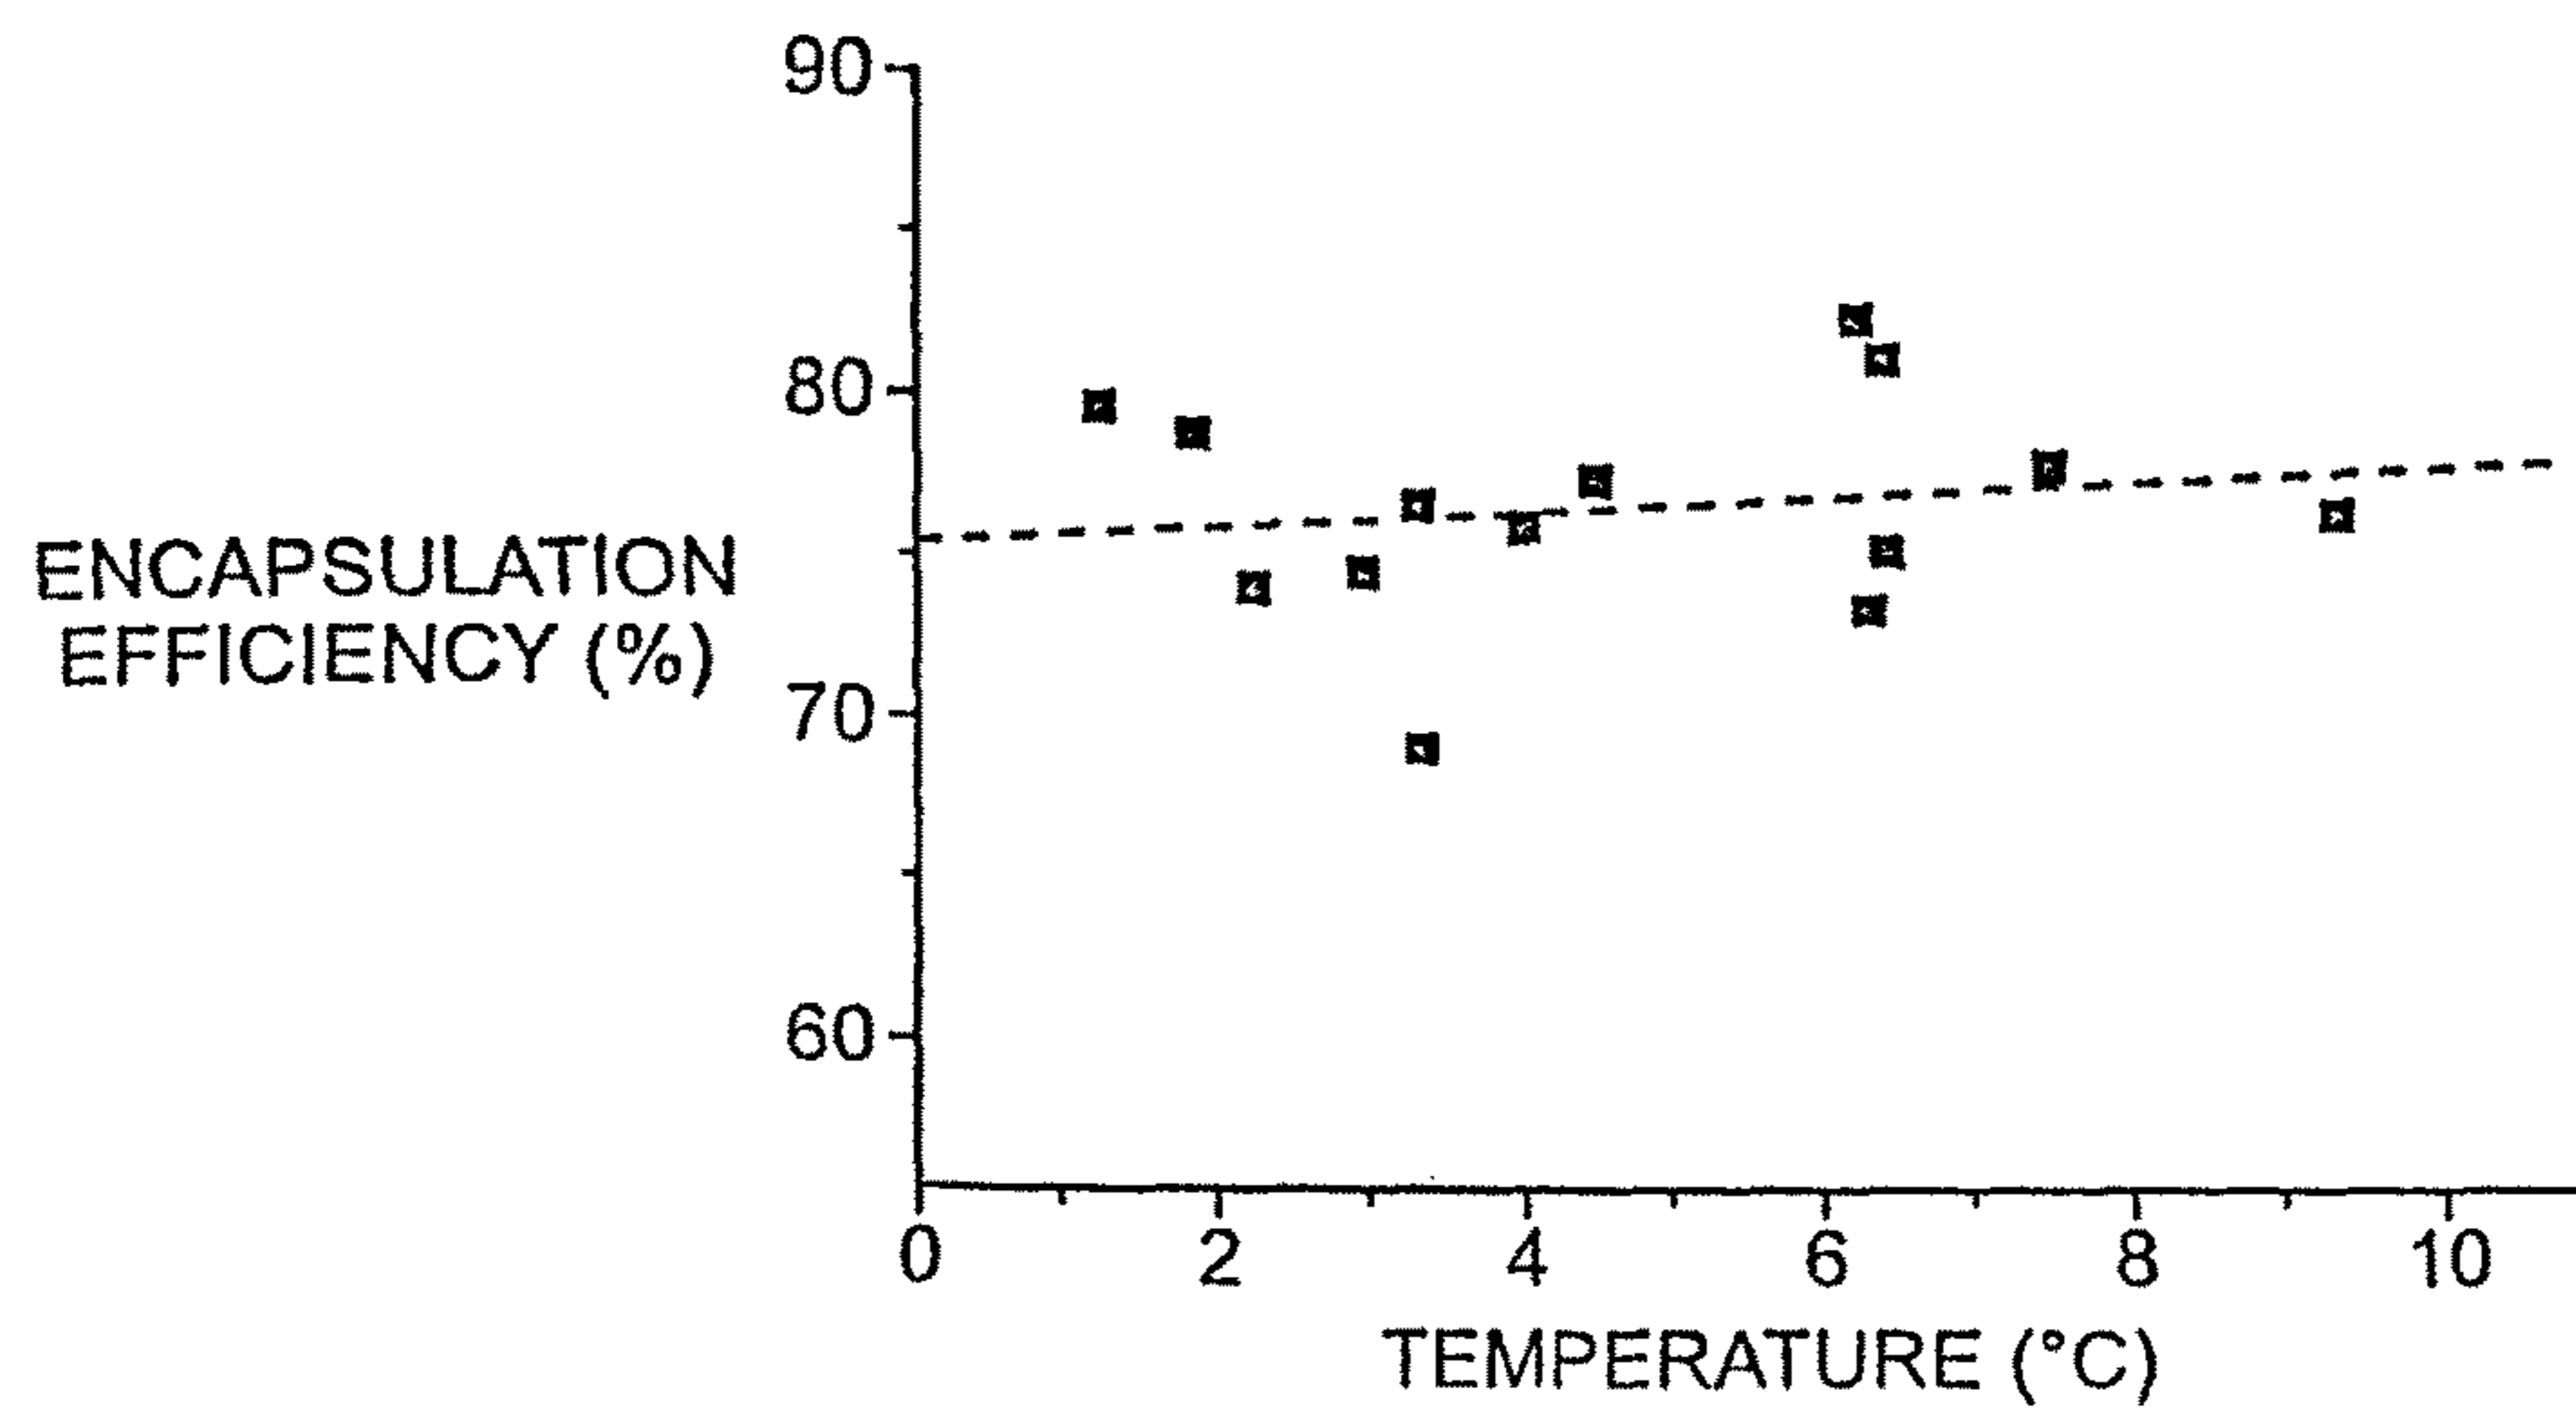 90
80
70
60
ENCAPSULATION
EFFICIENCY (%)
0 2 4 6 8 10
TEMPERATURE (°C)